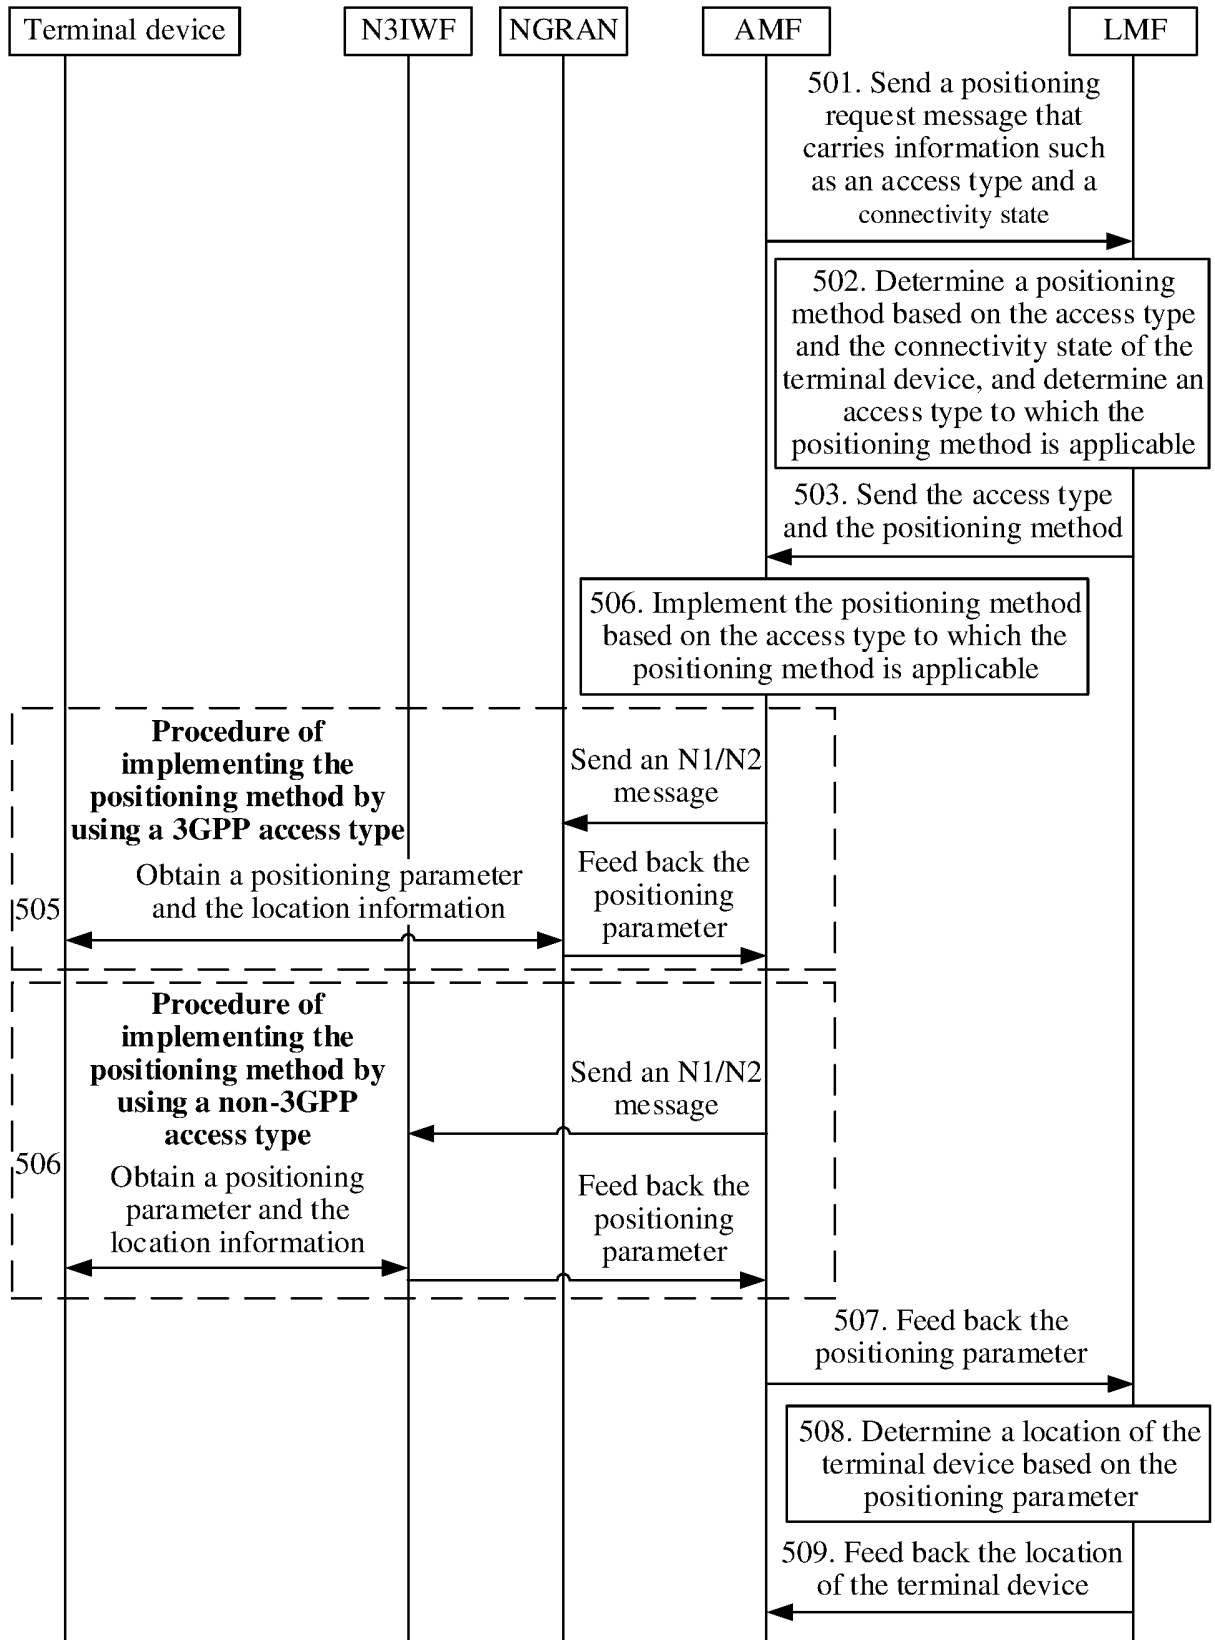 Terminal device
N3IWF
NGRAN
AMF
LMF
501. Send a positioning
request message that
carries information such
as an access type and a
connectivity state
502. Determine a positioning
method based on the access type
and the connectivity state of the
terminal device, and determine an
access type to which the
positioning method is applicable
503. Send the access type
and the positioning method
506. Implement the positioning method
based on the access type to which the
positioning method is applicable
Procedure of
implementing the
positioning method by
using a 3GPP access type
Send an N1/N2
message
Obtain a positioning parameter
and the location information
Feed back the
positioning
parameter
505
Procedure of
implementing the
positioning method by
using a non-3GPP
access type
Send an N1/N2
message
506
Obtain a positioning
parameter and the
location information
Feed back the
positioning
parameter
507. Feed back the
positioning parameter
508. Determine a location of the
terminal device based on the
positioning parameter
509. Feed back the location
of the terminal device